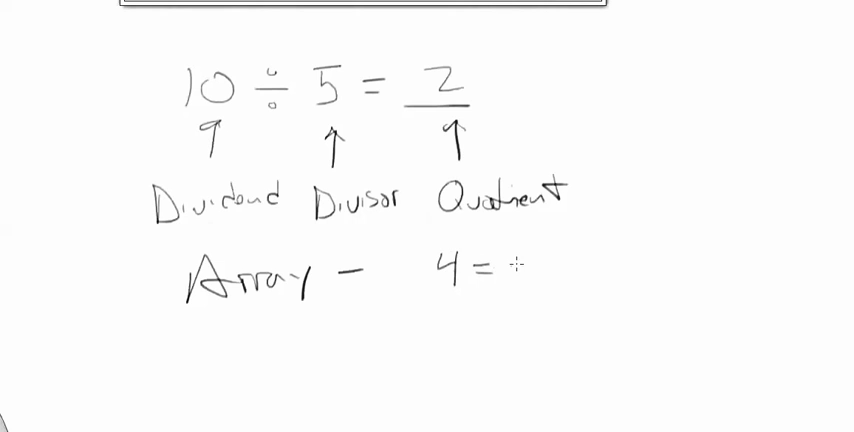 10 ÷ 5 = 2
Dividend Divisor Quotient
Array - 4 =